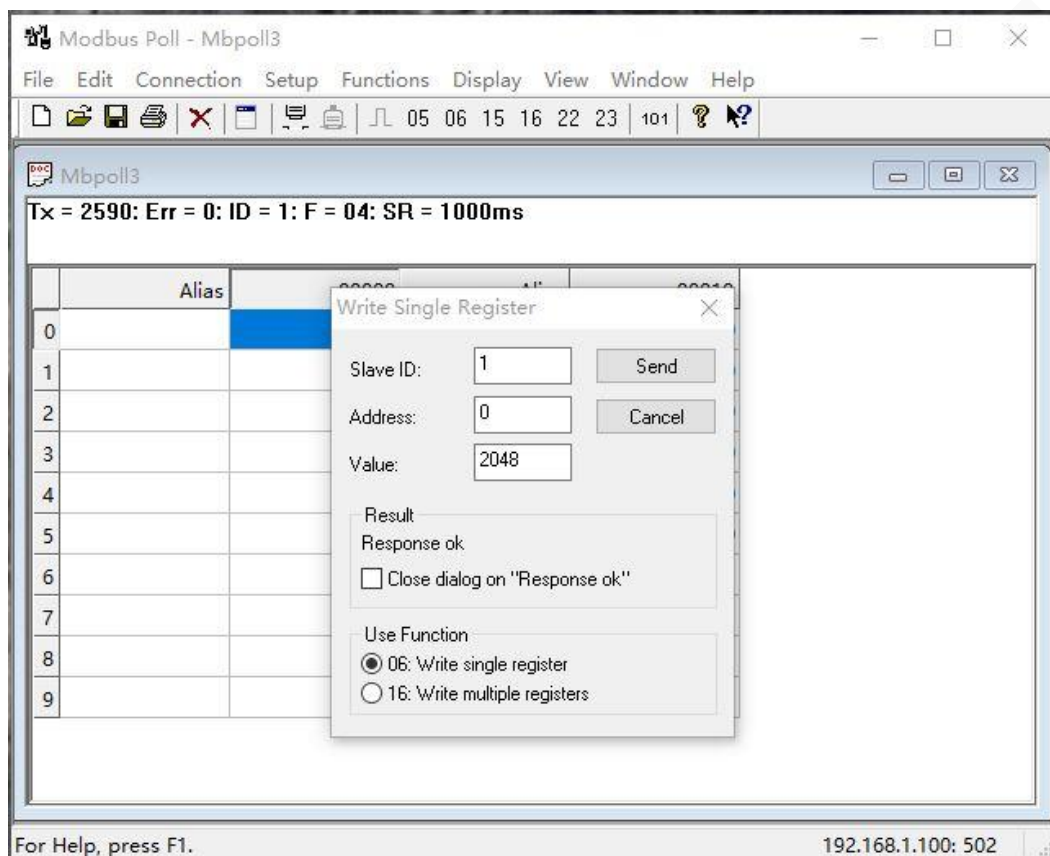 Modbus Poll - Mbpoll3
File Edit Connection Setup Functions Display View Window Help
05 06 15 16 22 23 101
Mbpoll3
Tx = 2590: Err = 0: ID = 1: F = 04: SR = 1000ms
Alias
Write Single Register
0
1
2
3
4
5
6
7
8
9
Slave ID: 1 Send
Address: 0 Cancel
Value: 2048
Result
Response ok
Close dialog on "Response ok"
Use Function
06: Write single register
16: Write multiple registers
For Help, press F1. 192.168.1.100: 502